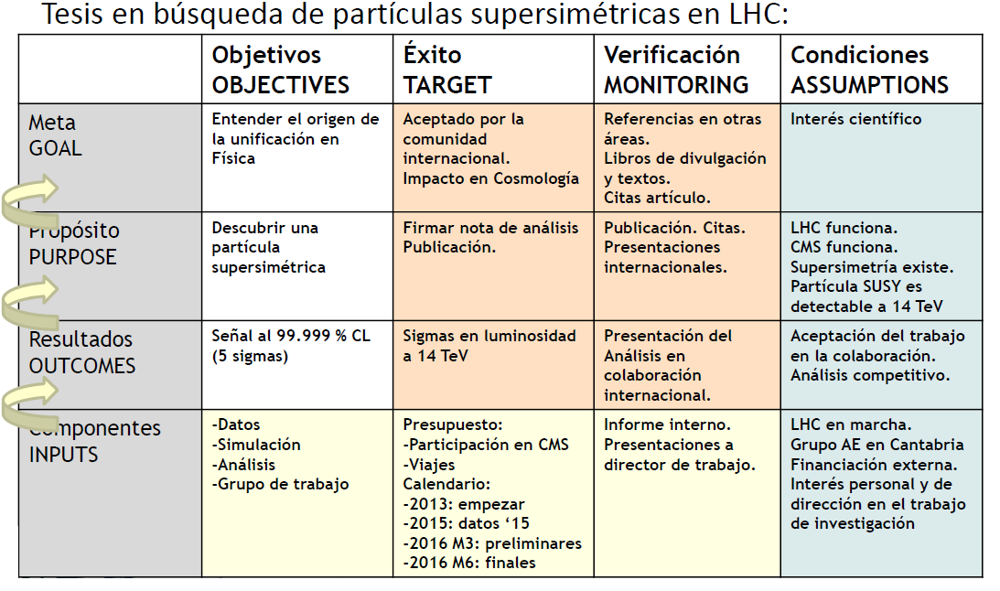 Tesis en búsqueda de partículas supersimétricas en LHC:
Objetivos
OBJECTIVES
Éxito
TARGET
Verificación
MONITORING
Condiciones
ASSUMPTIONS
Meta
GOAL
Entender el origen de
la unificación en
Física
Aceptado por la
comunidad
internacional.
Impacto en Cosmología
Referencias en otras
áreas.
Libros de divulgación
y textos.
Citas artículo.
Interés científico
Propósito
PURPOSE
Descubrir una
partícula
supersimétrica
Firmar nota de análisis
Publicación.
Publicación. Citas.
Presentaciones
internacionales.
LHC funciona.
CMS funciona.
Supersimetría existe.
Partícula SUSY es
detectable a 14 TeV
Resultados
OUTCOMES
Señal al 99.999 % CL
(5 sigmas)
Sigmas en luminosidad
a 14 TeV
Presentación del
Análisis en
colaboración
internacional.
Aceptación del trabajo
en la colaboración.
Análisis competitivo.
Componentes
INPUTS
-Datos
-Simulación
-Análisis
-Grupo de trabajo
Presupuesto:
-Participación en CMS
-Viajes
Calendario:
-2013: empezar
-2015: datos ‘15
-2016 M3: preliminares
-2016 M6: finales
Informe interno.
Presentaciones a
director de trabajo.
LHC en marcha.
Grupo AE en Cantabria
Financiación externa.
Interés personal y de
dirección en el trabajo
de investigación